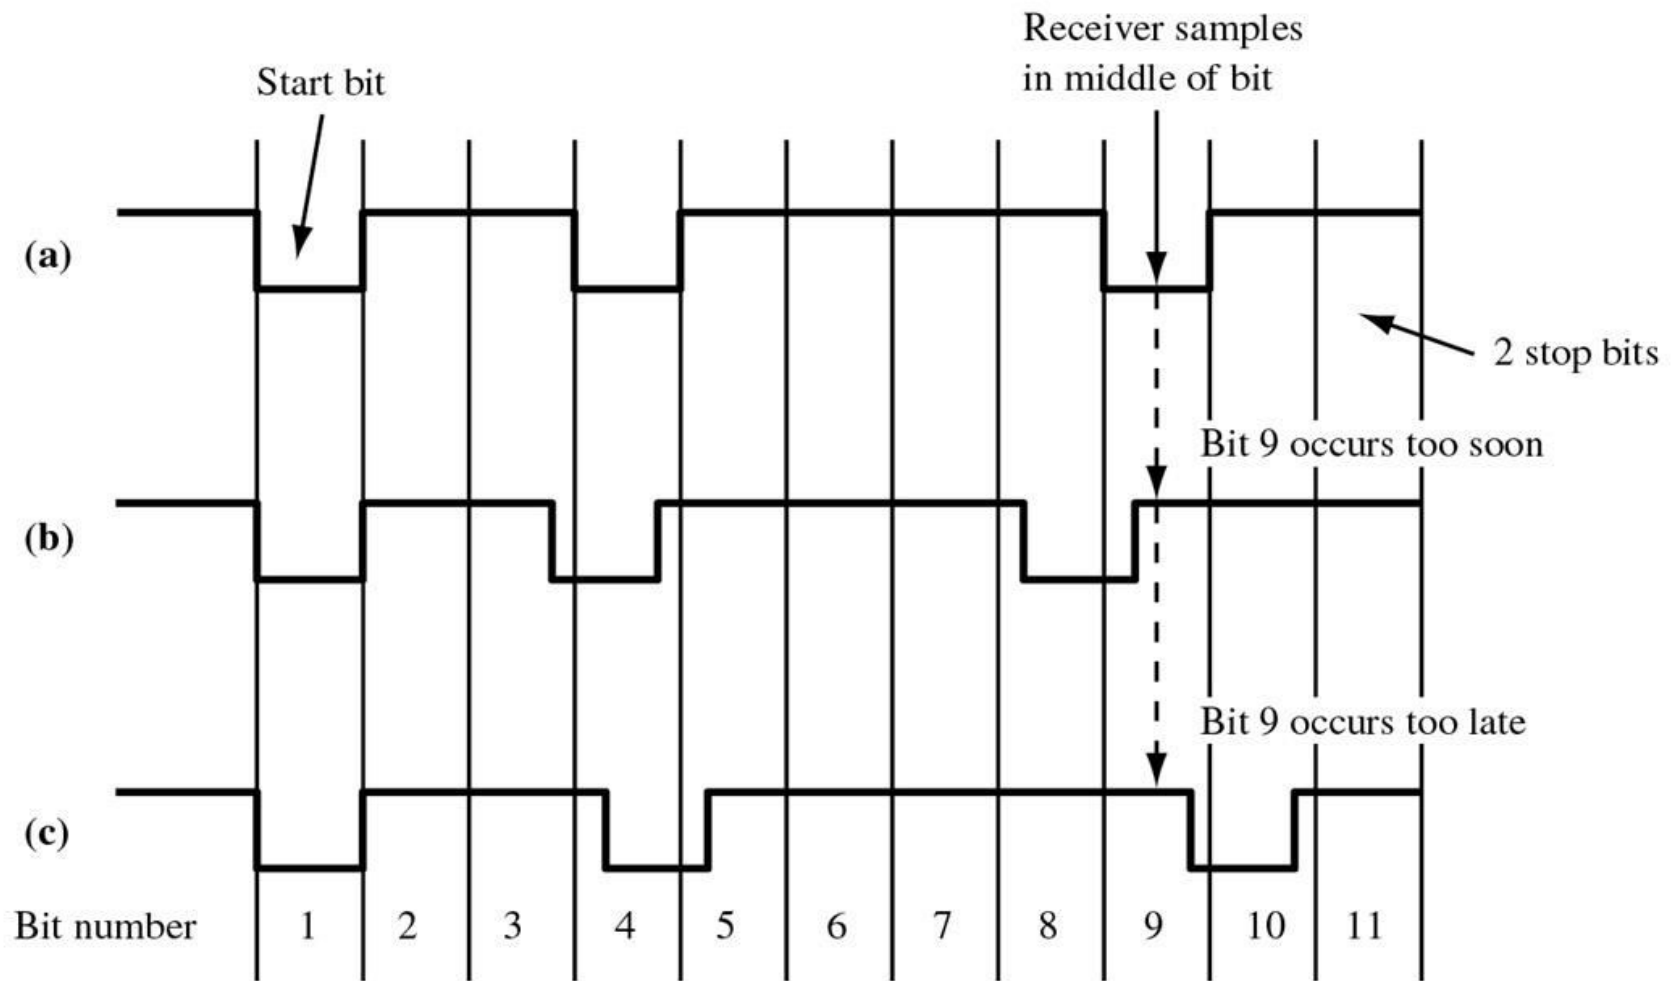 Receiver samples
in middle of bit
Start bit
(a)
2 stop bits
Bit 9 occurs too soon
(b)
Bit 9 occurs too late
(c)
Bit number 1 2 3 4 5 6 7 8 9 10 11